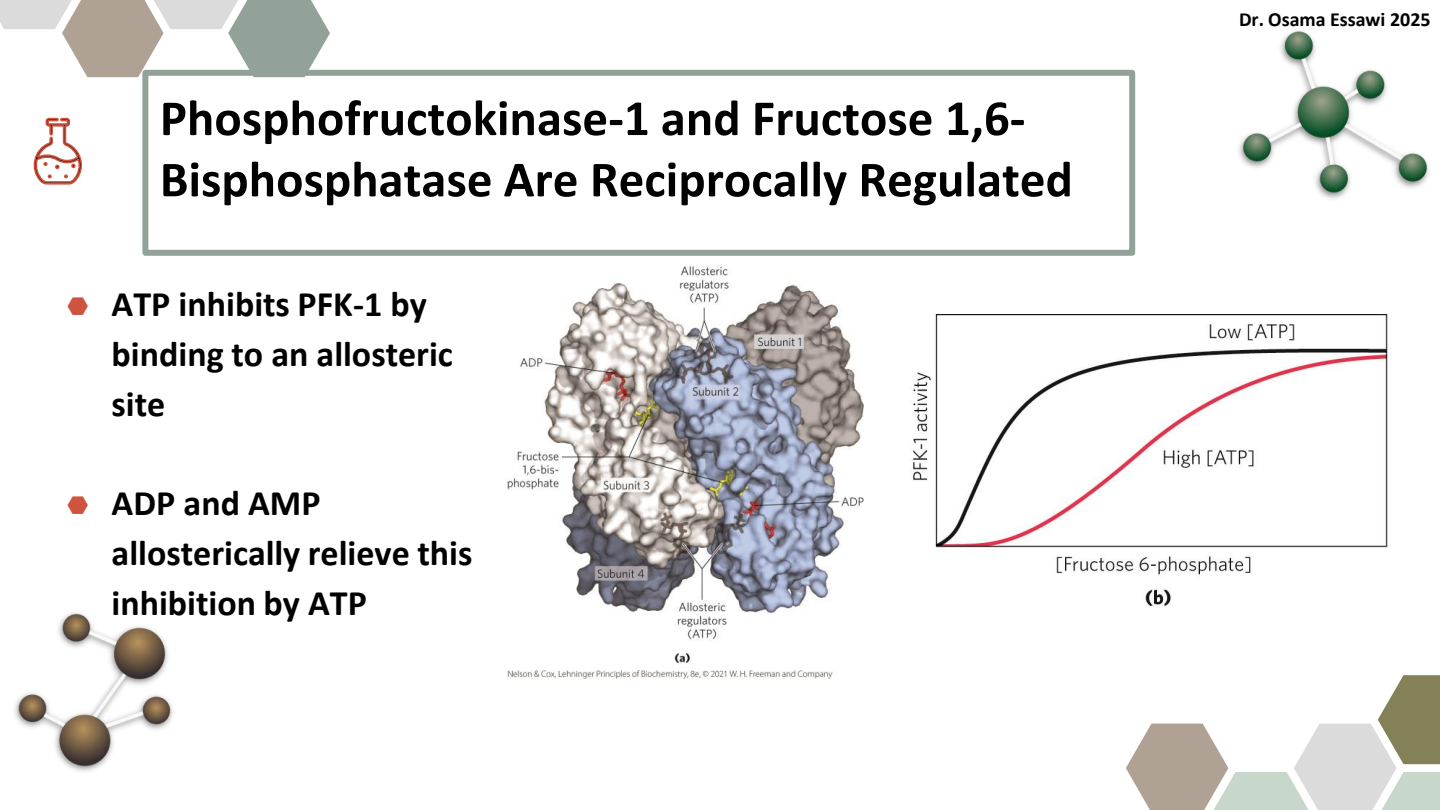 Dr. Osama Essawi 2025
Phosphofructokinase-1 and Fructose 1,6-
Bisphosphatase Are Reciprocally Regulated
ATP inhibits PFK-1 by
binding to an allosteric
site
ADP and AMP
allosterically relieve this
inhibition by ATP
Allosteric
regulators
(ATP)
Subunit 1
ADP
Subunit 2
Fructose
1,6-bis-
phosphate
Subunit 3
ADP
Subunit 4
Allosteric
regulators
(ATP)
(a)
Nelson & Cox, Lehninger Principles of Biochemistry, 8e, © 2021 W. H. Freeman and Company
Low [ATP]
PFK-1 activity
High [ATP]
[Fructose 6-phosphate]
(b)